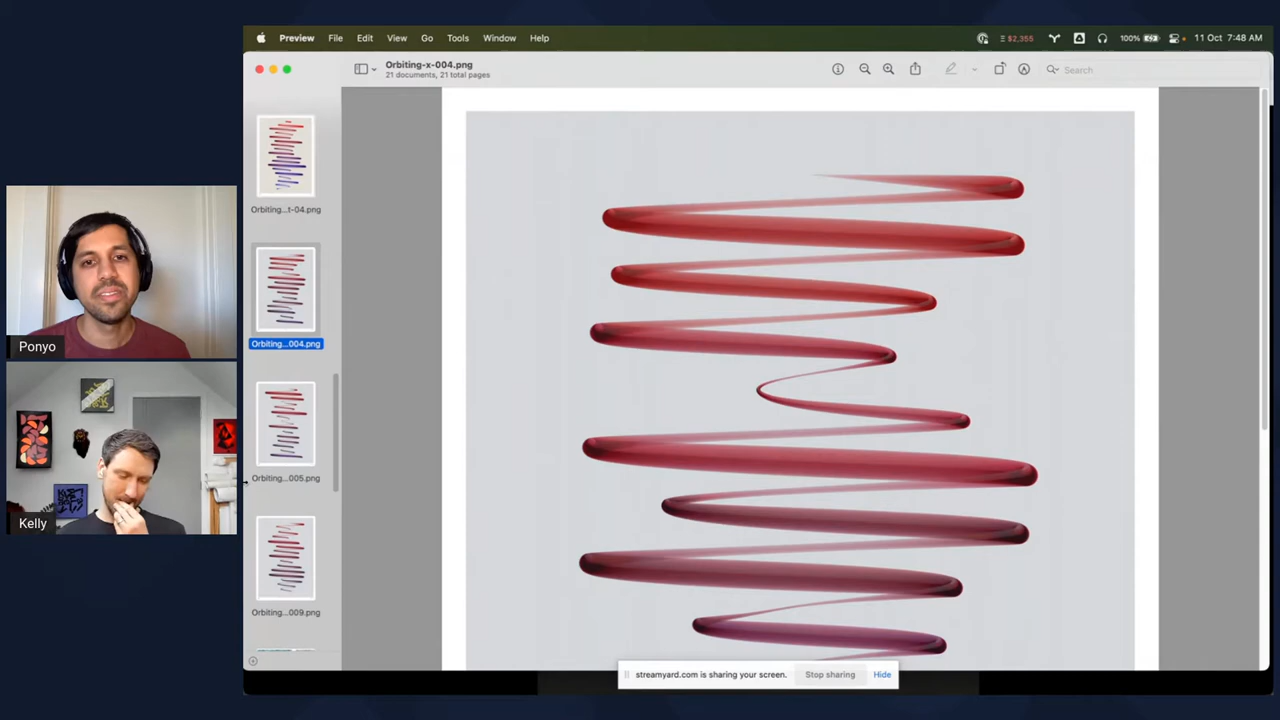 Preview File Edit View Go Tools Window Help
$2,355 100% 11 Oct 7:48 AM
Orbiting-x-004.png
21 documents, 21 total pages
Search
Orbiting...t-04.png
Orbiting...004.png
Orbiting...005.png
Orbiting...009.png
Ponyo
Kelly
streamyard.com is sharing your screen. Stop sharing Hide